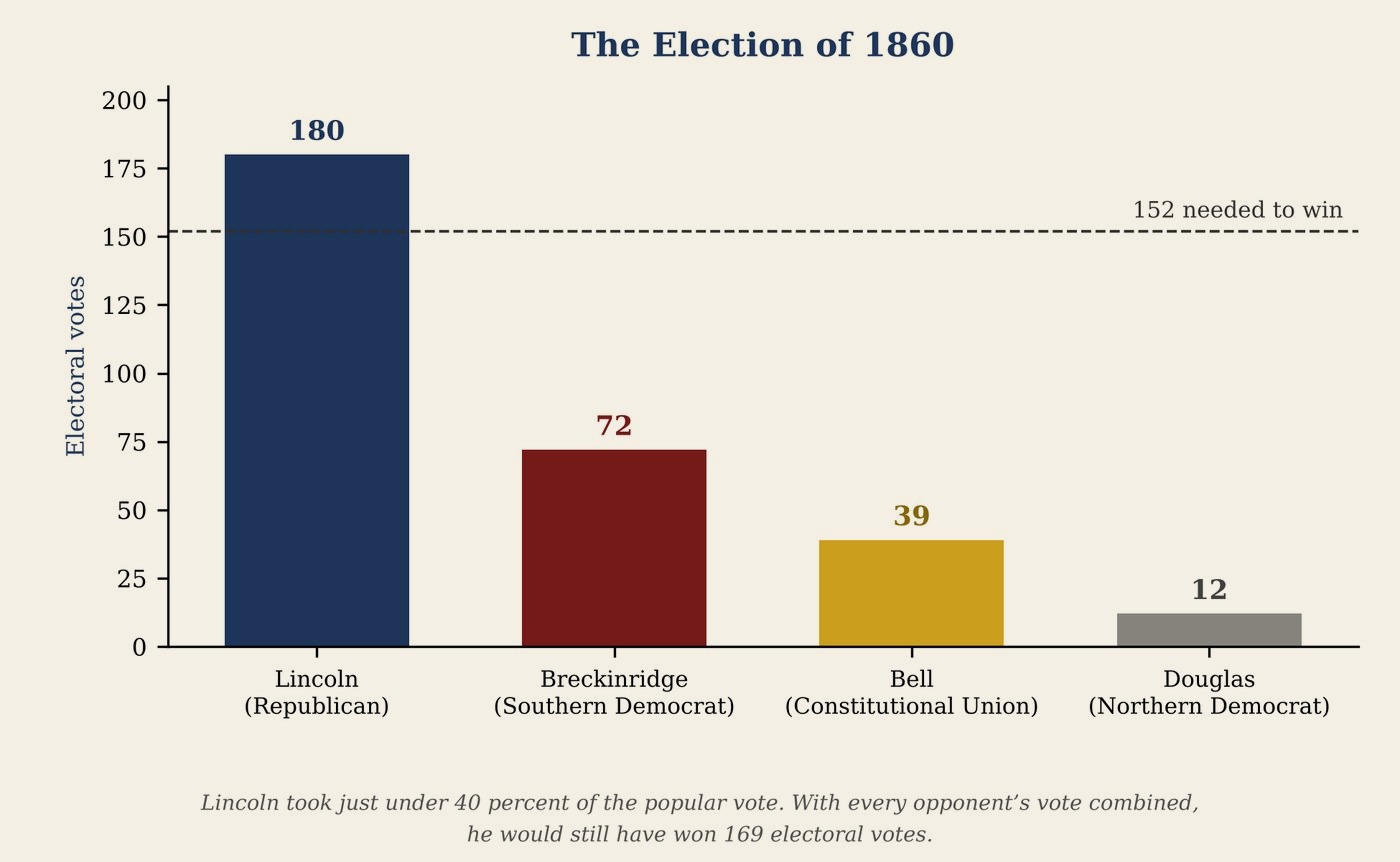 The Election of 1860
200
175
150
125
100
75
50
25
0
Electoral votes
180
72
39
12
152 needed to win
Lincoln
(Republican)
Breckinridge
(Southern Democrat)
Bell
(Constitutional Union)
Douglas
(Northern Democrat)
Lincoln took just under 40 percent of the popular vote. With every opponent’s vote combined,
he would still have won 169 electoral votes.